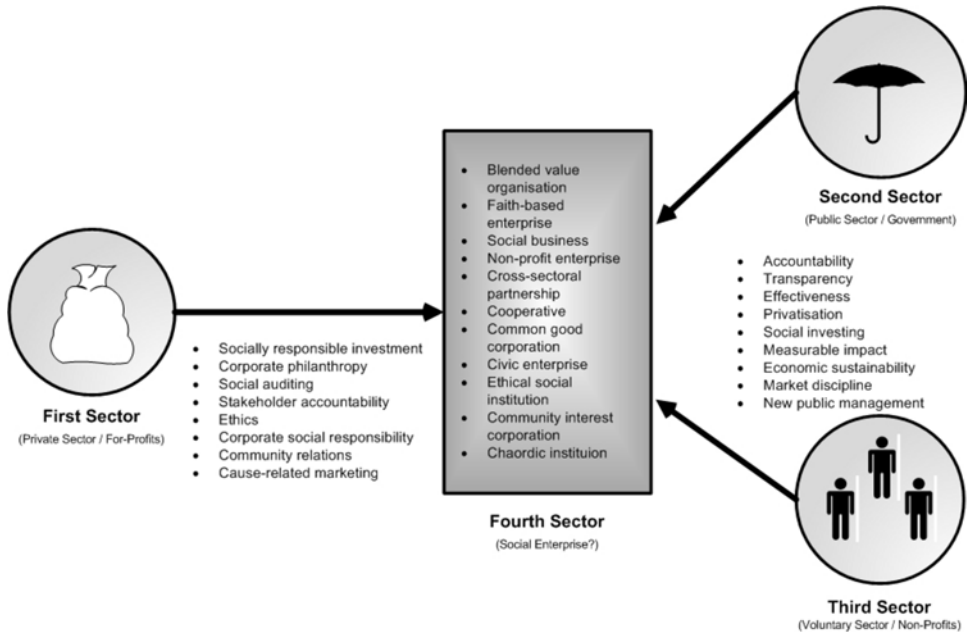 First Sector
(Private Sector / For-Profits)
• Socially responsible investment
• Corporate philanthropy
• Social auditing
• Stakeholder accountability
• Ethics
• Corporate social responsibility
• Community relations
• Cause-related marketing
• Blended value
organisation
• Faith-based
enterprise
• Social business
• Non-profit enterprise
• Cross-sectoral
partnership
• Cooperative
• Common good
corporation
• Civic enterprise
• Ethical social
institution
• Community interest
corporation
• Chaordic instituion
Fourth Sector
(Social Enterprise?)
Second Sector
(Public Sector / Government)
• Accountability
• Transparency
• Effectiveness
• Privatisation
• Social investing
• Measurable impact
• Economic sustainability
• Market discipline
• New public management
Third Sector
(Voluntary Sector / Non-Profits)